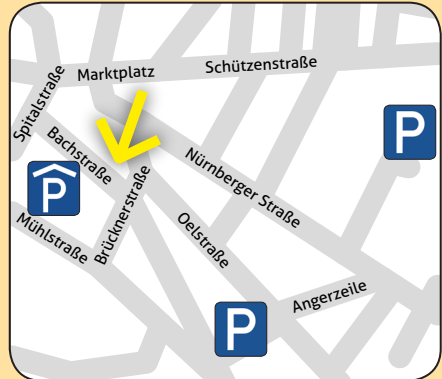 Marktplatz
Schützenstraße
Spitalstraße
Bachstraße
P
Nürnberger Straße
P
Brücknerstraße
Mühlstraße
Oelstraße
Angerzeile
P